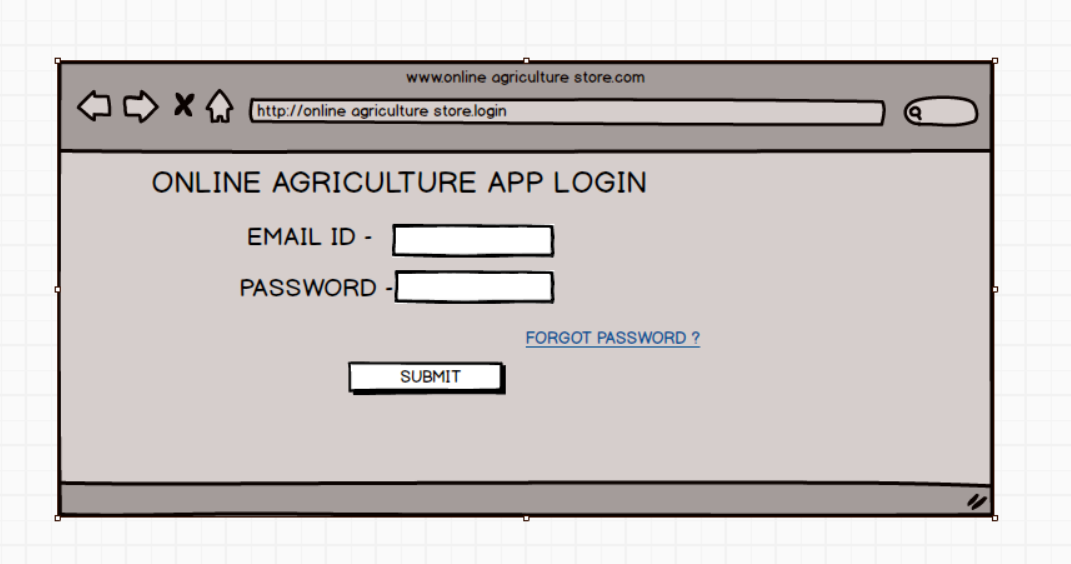 www.online agriculture store.com
http://online agriculture store.login
ONLINE AGRICULTURE APP LOGIN
EMAIL ID -
PASSWORD -
FORGOT PASSWORD ?
SUBMIT